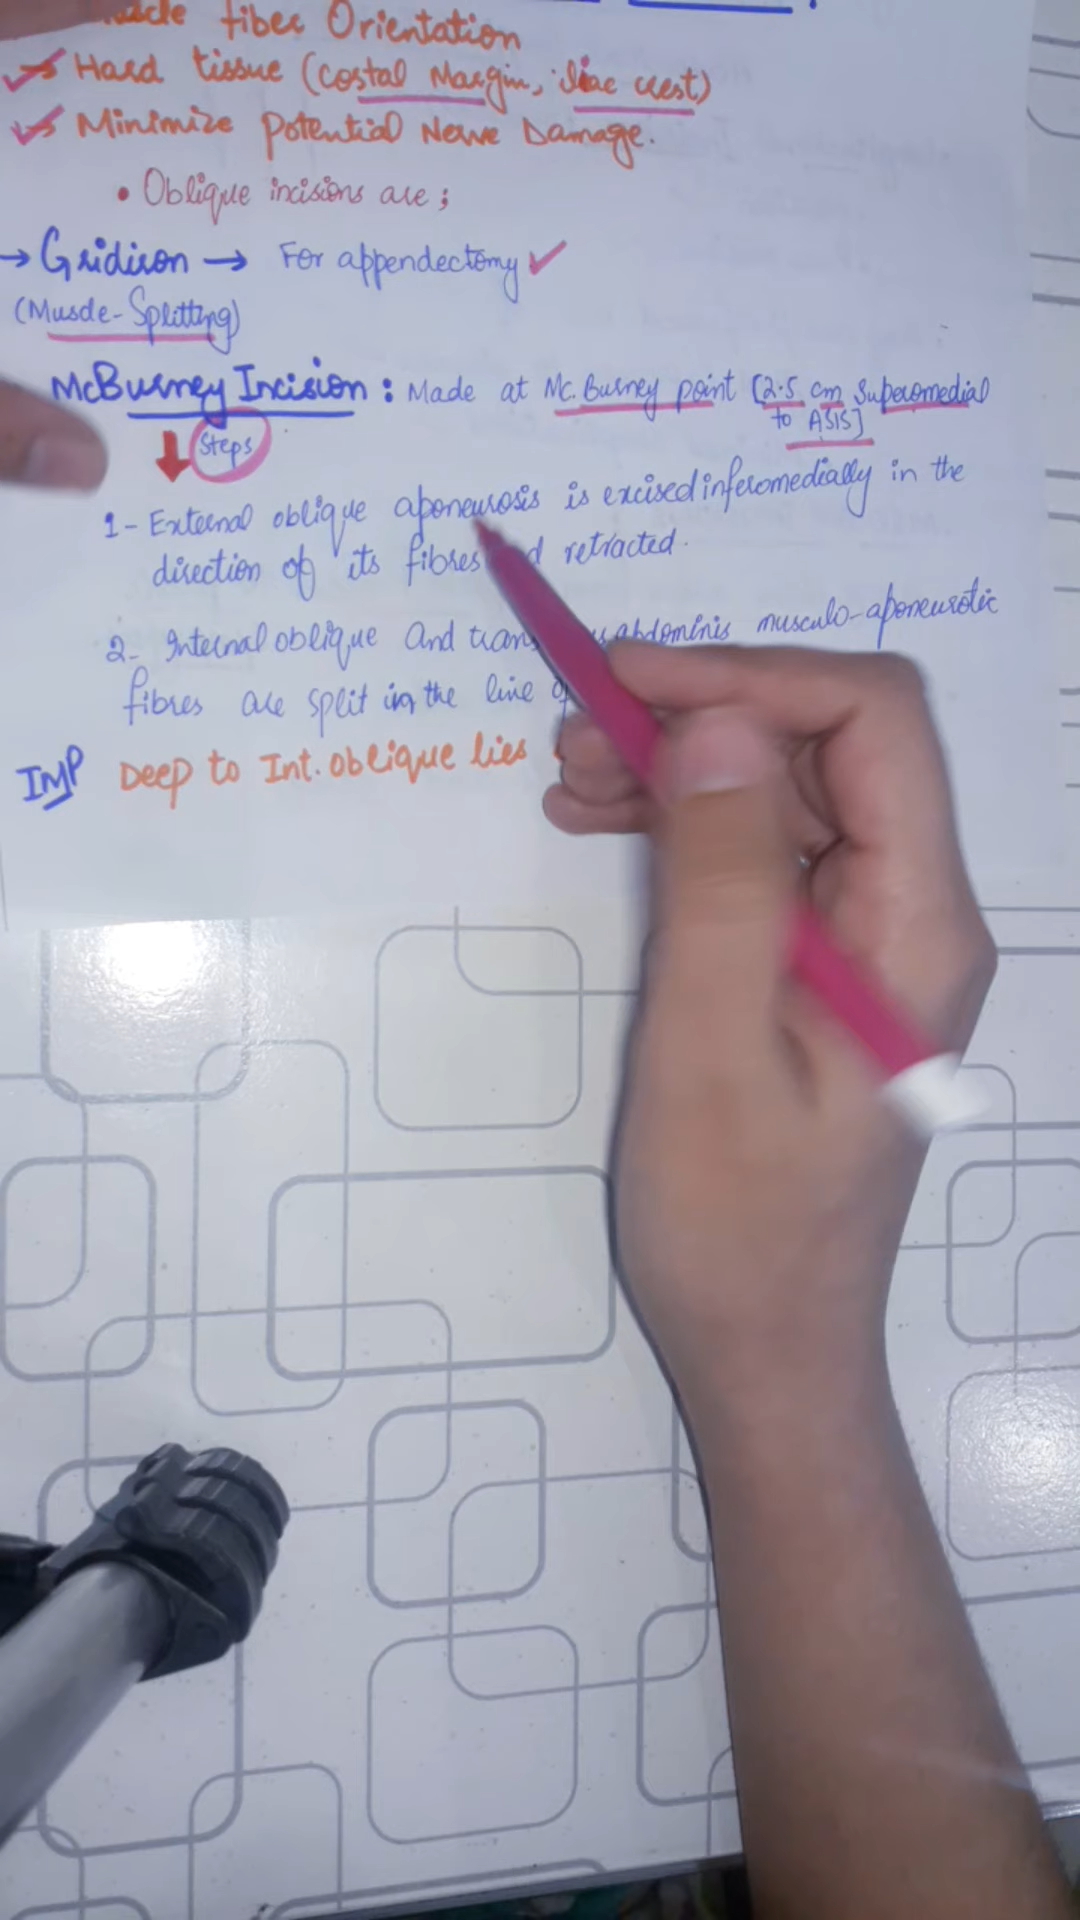 fiber Orientation
→ Hard tissue (Costal Margin, iliac crest)
→ Minimize Potential Nerve Damage.
• Oblique incisions are ;
→ Gridiron → For appendectomy ✓
(Muscle-Splitting)
McBurney Incision : Made at Mc.Burney point [2.5 cm Superomedial
to ASIS]
Steps
1- External oblique aponeurosis is excised inferomedially in the
direction of its fibres retracted.
2- Internal oblique and abdominis musculo-aponeurotic
fibres are split in the line
IMP Deep to Int. oblique lies